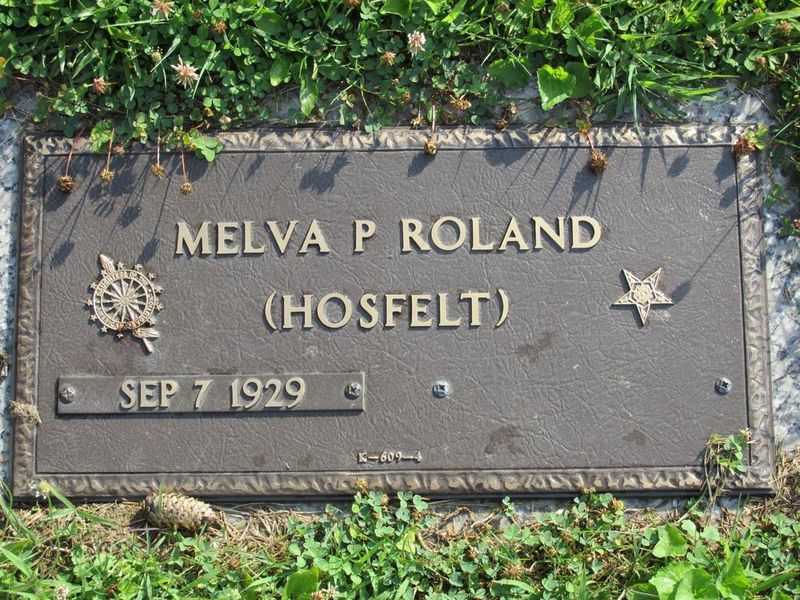 MELVA P ROLAND
(HOSFELT)
SEP 7 1929
K-609-4